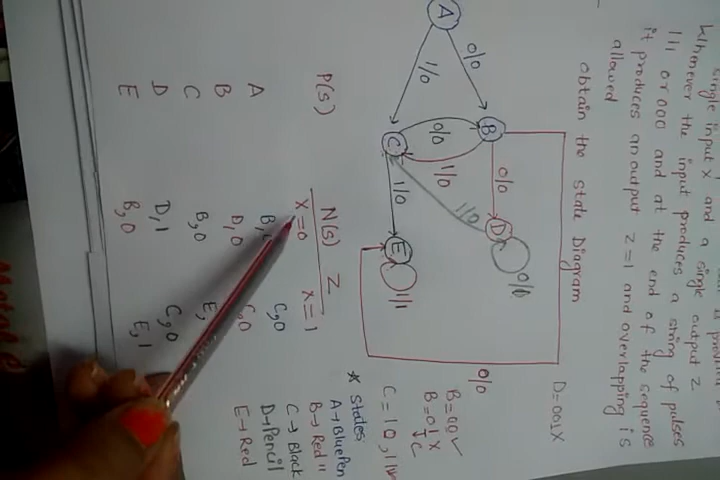 single input x and a single output z
Whenever the input produces a string of pulses
111 or 000 and at the end of the sequence
it produces an output z=1 and overlapping is
allowed
obtain the state Diagram
D=001X
A
0/0
1/0
B
0/0
0/0
1/0
C
D
1/0
1/0
0/0
E
1/1
0/0
B=00✓
B=01X
C
C=10, 11✓
* States
A→Blue Pen
B→Red "
C→Black
D→Pencil
E→Red
P(S) N(S) Z
X=0 X=1
A B, C,0
B D,0 ,0
C B,0 E,
D D,1 C,0
E B,0 E,1